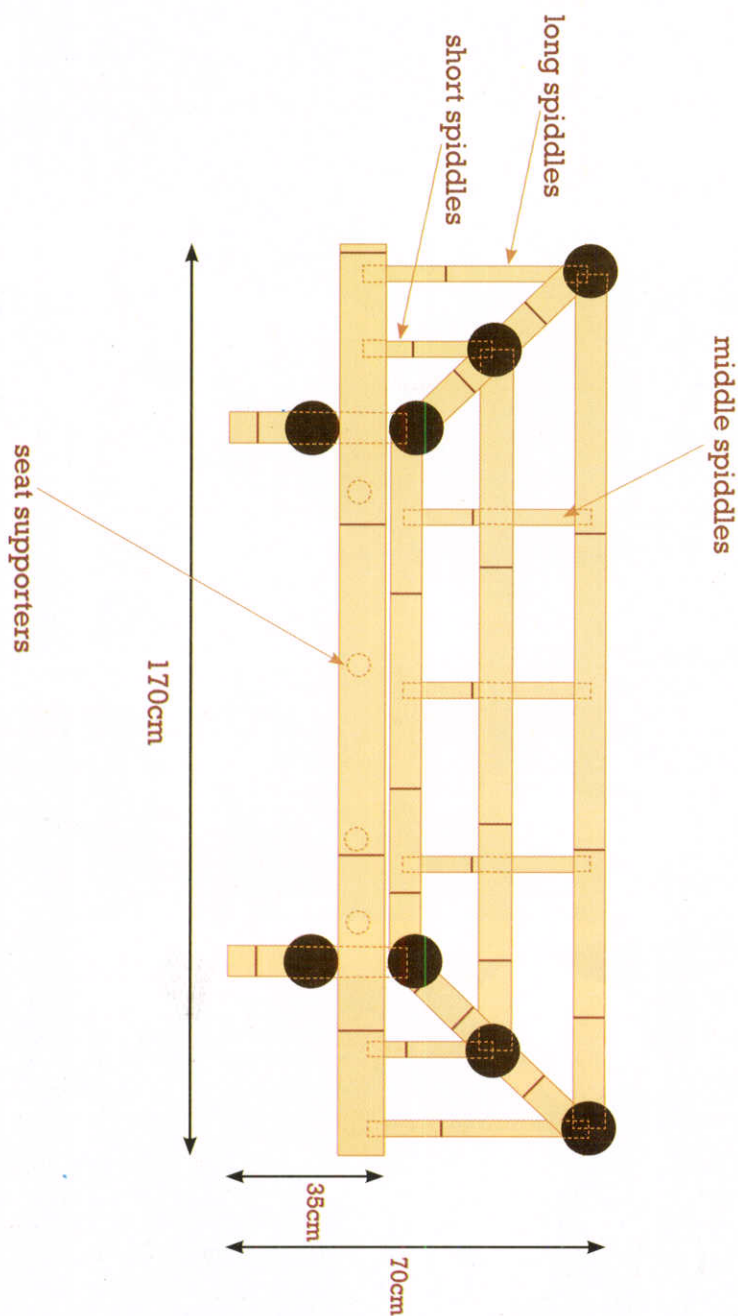 long spiddles
short spiddles
middle spiddles
seat supporters
170cm
35cm
70cm